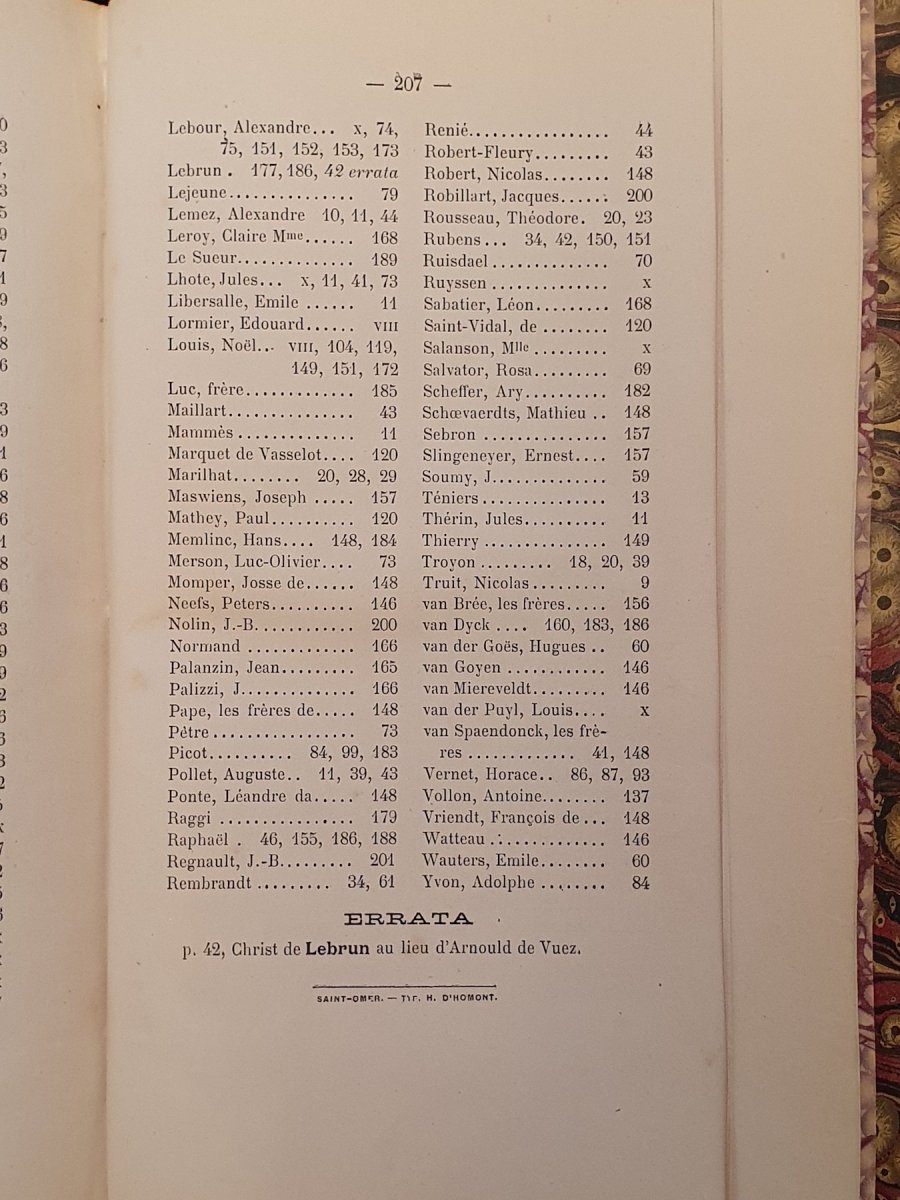 — 207 —
Lebour, Alexandre... x, 74,
75, 151, 152, 153, 173
Lebrun . 177, 186, 42 errata
Lejeune............... 79
Lemez, Alexandre 10, 11, 44
Leroy, Claire Mme...... 168
Le Sueur.............. 189
Lhote, Jules... x, 11, 41, 73
Libersalle, Emile ...... 11
Lormier, Edouard...... VIII
Louis, Noël... VIII, 104, 119,
149, 151, 172
Luc, frère............. 185
Maillart............... 43
Mammès .............. 11
Marquet de Vasselot.... 120
Marilhat........ 20, 28, 29
Maswiens, Joseph ..... 157
Mathey, Paul.......... 120
Memlinc, Hans.... 148, 184
Merson, Luc-Olivier.... 73
Momper, Josse de...... 148
Neefs, Peters.......... 146
Nolin, J.-B............ 200
Normand ............. 166
Palanzin, Jean......... 165
Palizzi, J.............. 166
Pape, les frères de..... 148
Pètre ................. 73
Picot.......... 84, 99, 183
Pollet, Auguste.. 11, 39, 43
Ponte, Léandre da..... 148
Raggi ................ 179
Raphaël . 46, 155, 186, 188
Regnault, J.-B......... 201
Rembrandt ......... 34, 61
Renié................. 44
Robert-Fleury......... 43
Robert, Nicolas........ 148
Robillart, Jacques...... 200
Rousseau, Théodore. 20, 23
Rubens... 34, 42, 150, 151
Ruisdael .............. 70
Ruyssen .............. x
Sabatier, Léon......... 168
Saint-Vidal, de ........ 120
Salanson, Mlle ......... x
Salvator, Rosa......... 69
Scheffer, Ary.......... 182
Schœvaerdts, Mathieu .. 148
Sebron ............... 157
Slingeneyer, Ernest.... 157
Soumy, J.............. 59
Téniers ............... 13
Thérin, Jules.......... 11
Thierry ............... 149
Troyon ......... 18, 20, 39
Truit, Nicolas......... 9
van Brée, les frères..... 156
van Dyck .... 160, 183, 186
van der Goës, Hugues .. 60
van Goyen ............ 146
van Miereveldt......... 146
van der Puyl, Louis.... x
van Spaendonck, les frè-
res ............. 41, 148
Vernet, Horace.. 86, 87, 93
Vollon, Antoine........ 137
Vriendt, François de... 148
Watteau .............. 146
Wauters, Emile........ 60
Yvon, Adolphe ........ 84
ERRATA
p. 42, Christ de Lebrun au lieu d'Arnould de Vuez.
SAINT-OMER. — TYP. H. D'HOMONT.